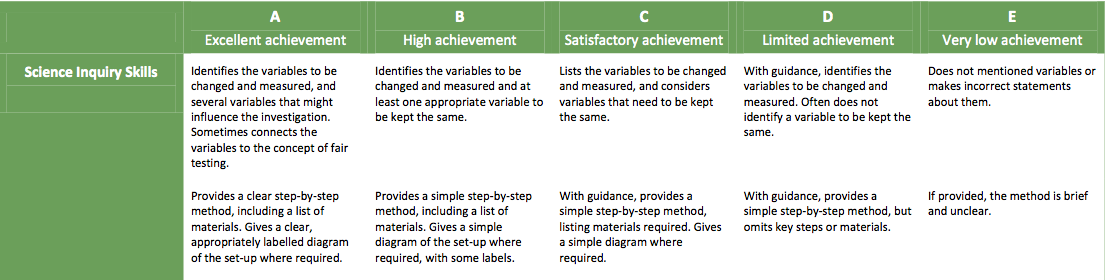 A
Excellent achievement
B
High achievement
C
Satisfactory achievement
D
Limited achievement
E
Very low achievement
Science Inquiry Skills
Identifies the variables to be
changed and measured, and
several variables that might
influence the investigation.
Sometimes connects the
variables to the concept of fair
testing.
Identifies the variables to be
changed and measured and at
least one appropriate variable to
be kept the same.
Lists the variables to be changed
and measured, and considers
variables that need to be kept
the same.
With guidance, identifies the
variables to be changed and
measured. Often does not
identify a variable to be kept the
same.
Does not mentioned variables or
makes incorrect statements
about them.
Provides a clear step-by-step
method, including a list of
materials. Gives a clear,
appropriately labelled diagram
of the set-up where required.
Provides a simple step-by-step
method, including a list of
materials. Gives a simple
diagram of the set-up where
required, with some labels.
With guidance, provides a
simple step-by-step method,
listing materials required. Gives
a simple diagram where
required.
With guidance, provides a
simple step-by-step method, but
omits key steps or materials.
If provided, the method is brief
and unclear.